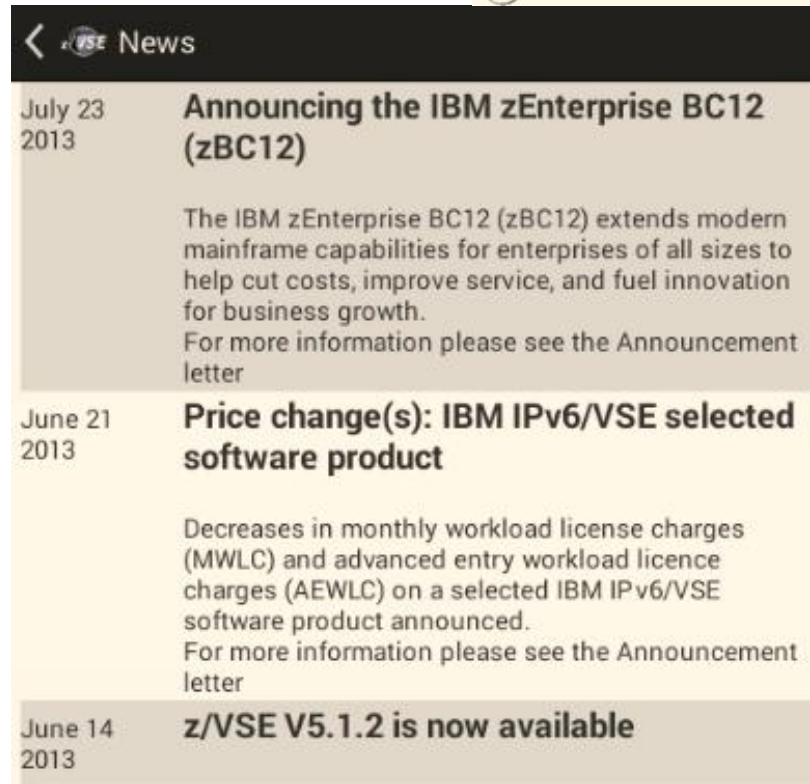 z/VSE News
July 23
2013
Announcing the IBM zEnterprise BC12
(zBC12)
The IBM zEnterprise BC12 (zBC12) extends modern
mainframe capabilities for enterprises of all sizes to
help cut costs, improve service, and fuel innovation
for business growth.
For more information please see the Announcement
letter
June 21
2013
Price change(s): IBM IPv6/VSE selected
software product
Decreases in monthly workload license charges
(MWLC) and advanced entry workload licence
charges (AEWLC) on a selected IBM IPv6/VSE
software product announced.
For more information please see the Announcement
letter
June 14
2013
z/VSE V5.1.2 is now available